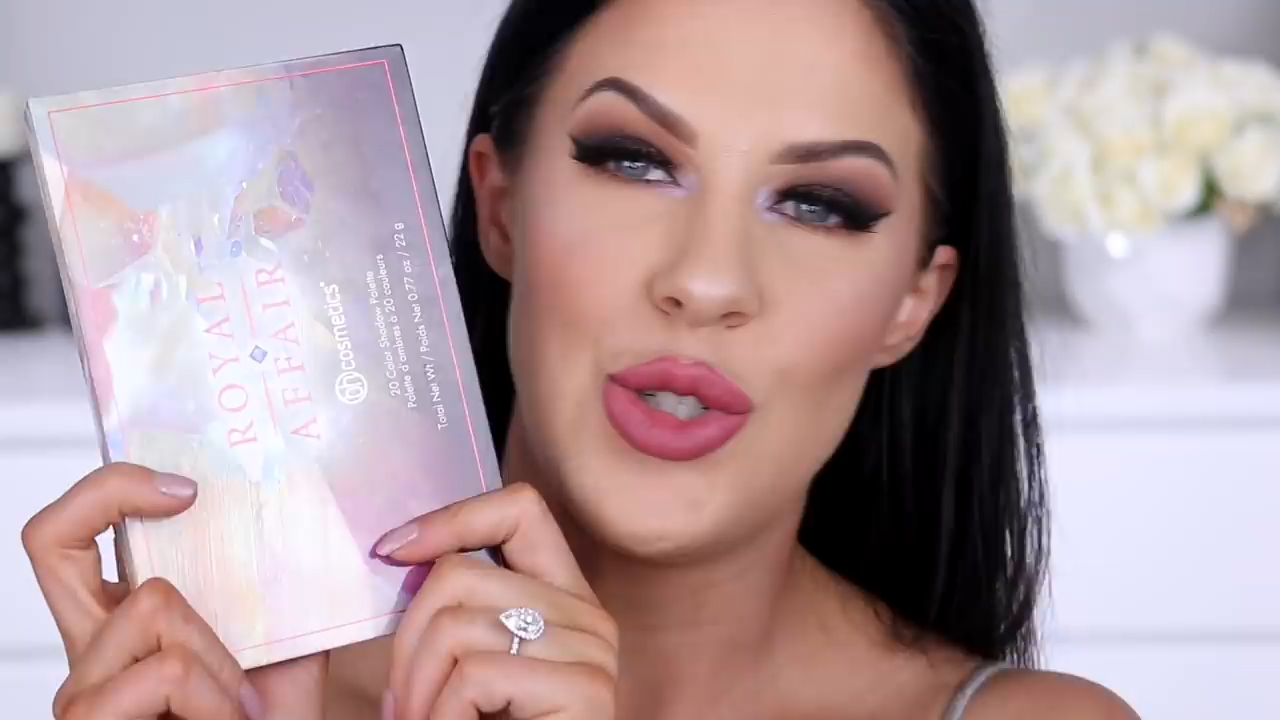 ROYAL
AFFAIR
bh cosmetics®
20 Color Shadow Palette
Palette d'ombres à 20 couleurs
Total Net Wt / Poids Net 0.77 oz / 22 g